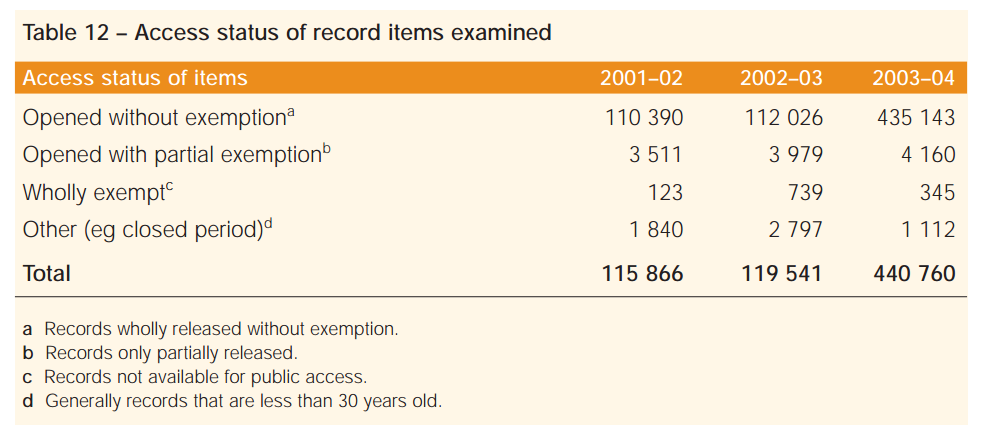 Table 12 – Access status of record items examined
Access status of items 2001–02 2002–03 2003–04
Opened without exemptionᵃ 110 390 112 026 435 143
Opened with partial exemptionᵇ 3 511 3 979 4 160
Wholly exemptᶜ 123 739 345
Other (eg closed period)ᵈ 1 840 2 797 1 112
Total 115 866 119 541 440 760
a Records wholly released without exemption.
b Records only partially released.
c Records not available for public access.
d Generally records that are less than 30 years old.